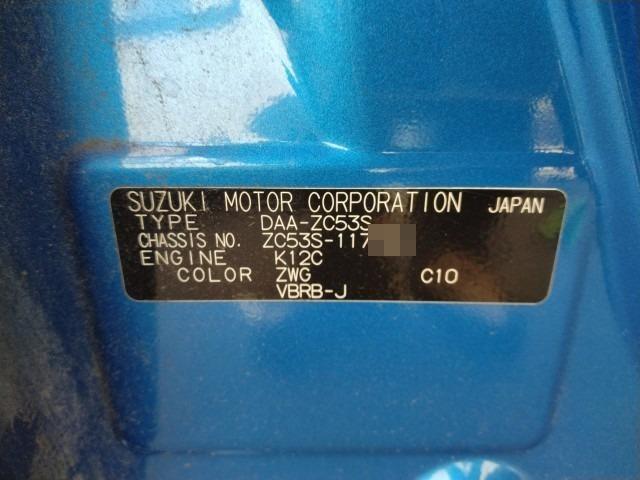 SUZUKI MOTOR CORPORATION JAPAN
TYPE DAA-ZC53S
CHASSIS NO. ZC53S-117
ENGINE K12C
COLOR ZWG C10
VBRB-J